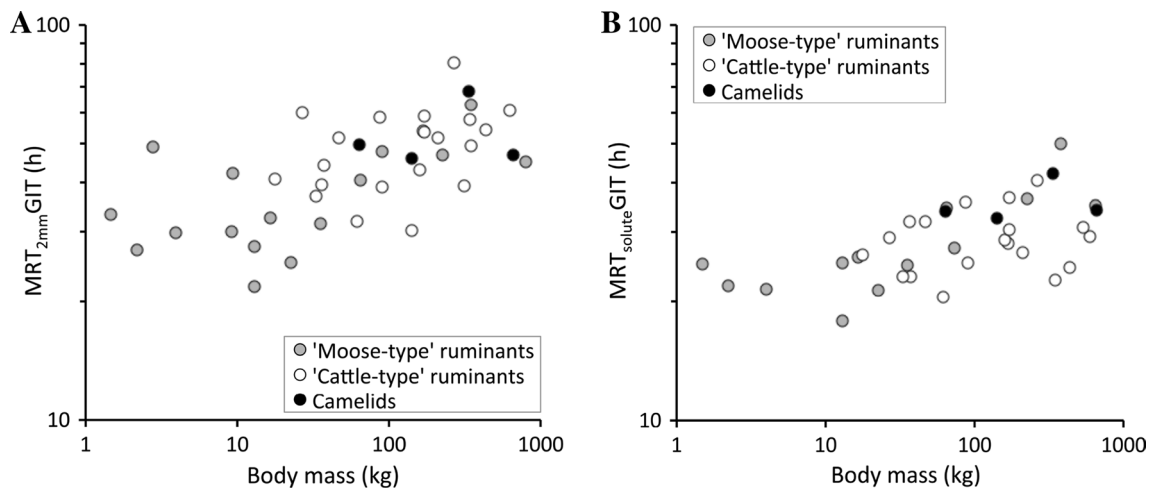 A
100
10
1
10
100
1000
MRT2mmGIT (h)
Body mass (kg)
'Moose-type' ruminants
'Cattle-type' ruminants
Camelids
B
100
10
1
10
100
1000
MRTsoluteGIT (h)
Body mass (kg)
'Moose-type' ruminants
'Cattle-type' ruminants
Camelids